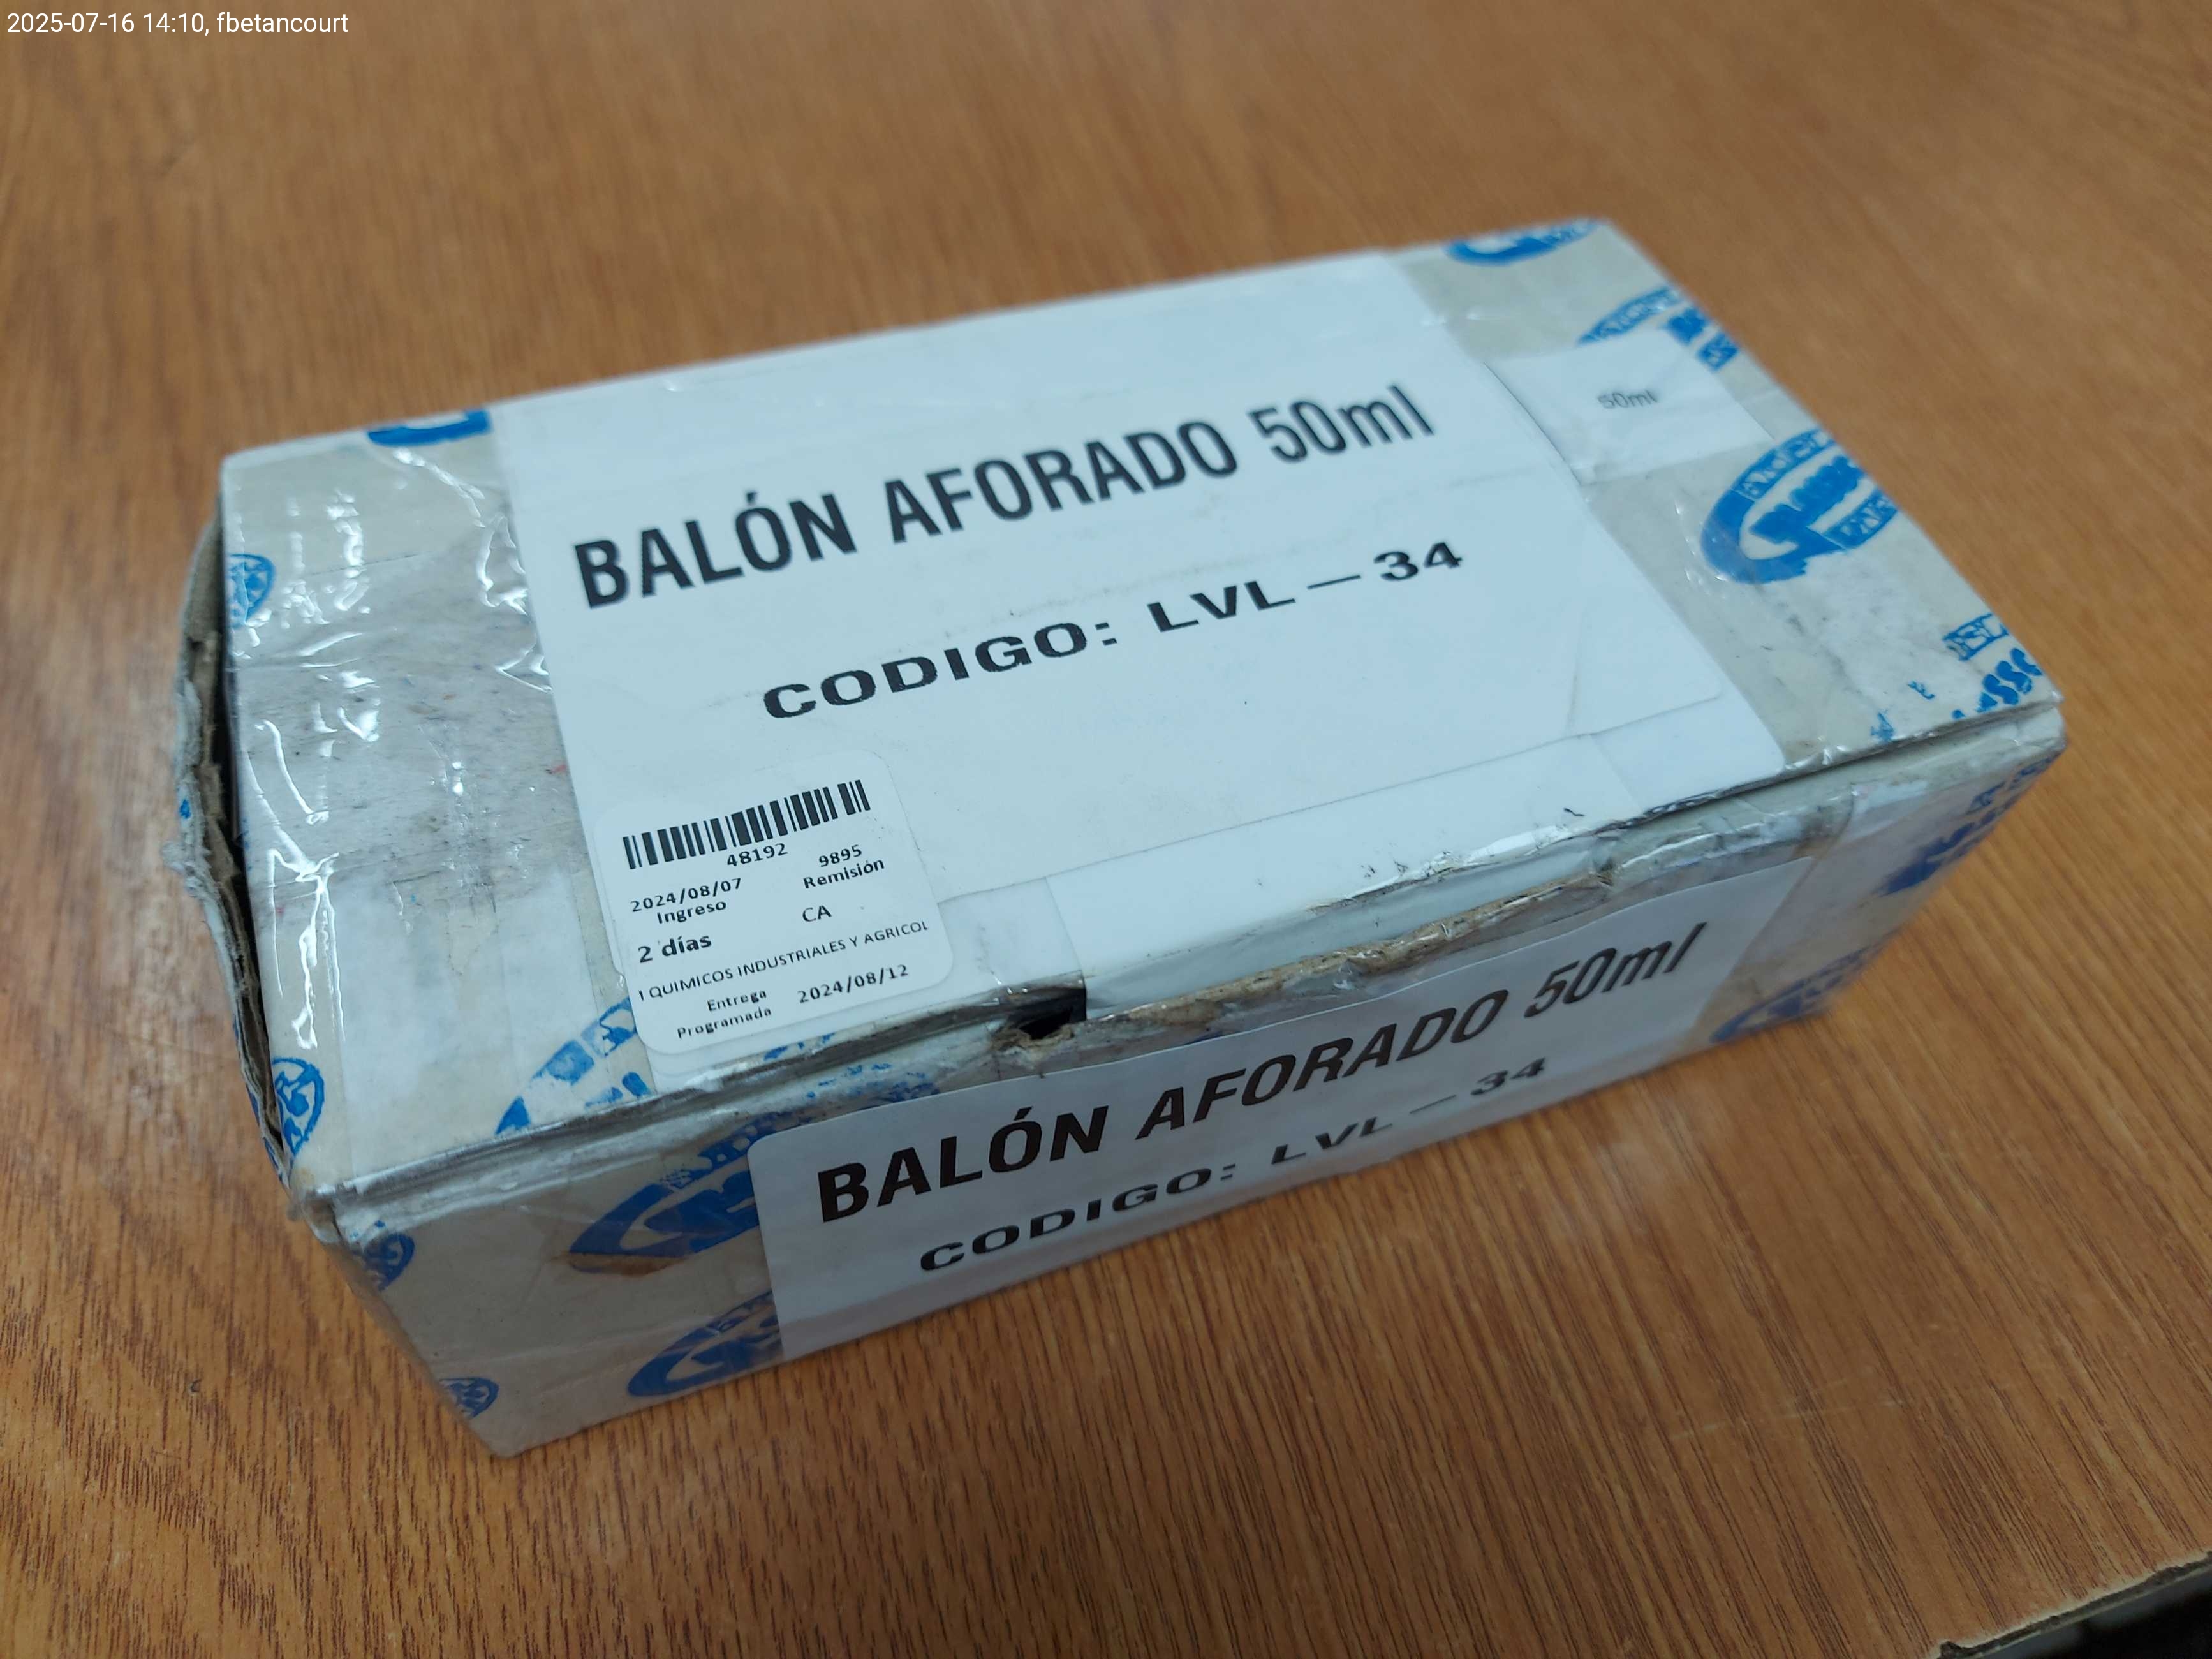 2025-07-16 14:10, fbetancourt
BALÓN AFORADO 50ml
CODIGO: LVL - 34
50ml
48192
9895
Remisión
2024/08/07
Ingreso
CA
2 días
QUIMICOS INDUSTRIALES Y AGRICOL
Entrega
Programada
2024/08/12
BALÓN AFORADO 50ml
CODIGO: LVL - 34